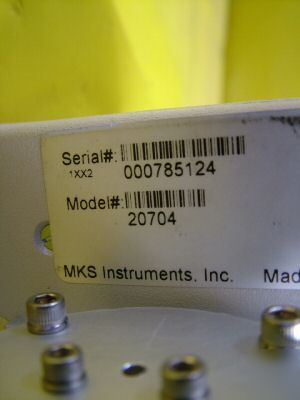 Serial#:
1XX2 000785124
Model#:
20704
MKS Instruments, Inc. Mad